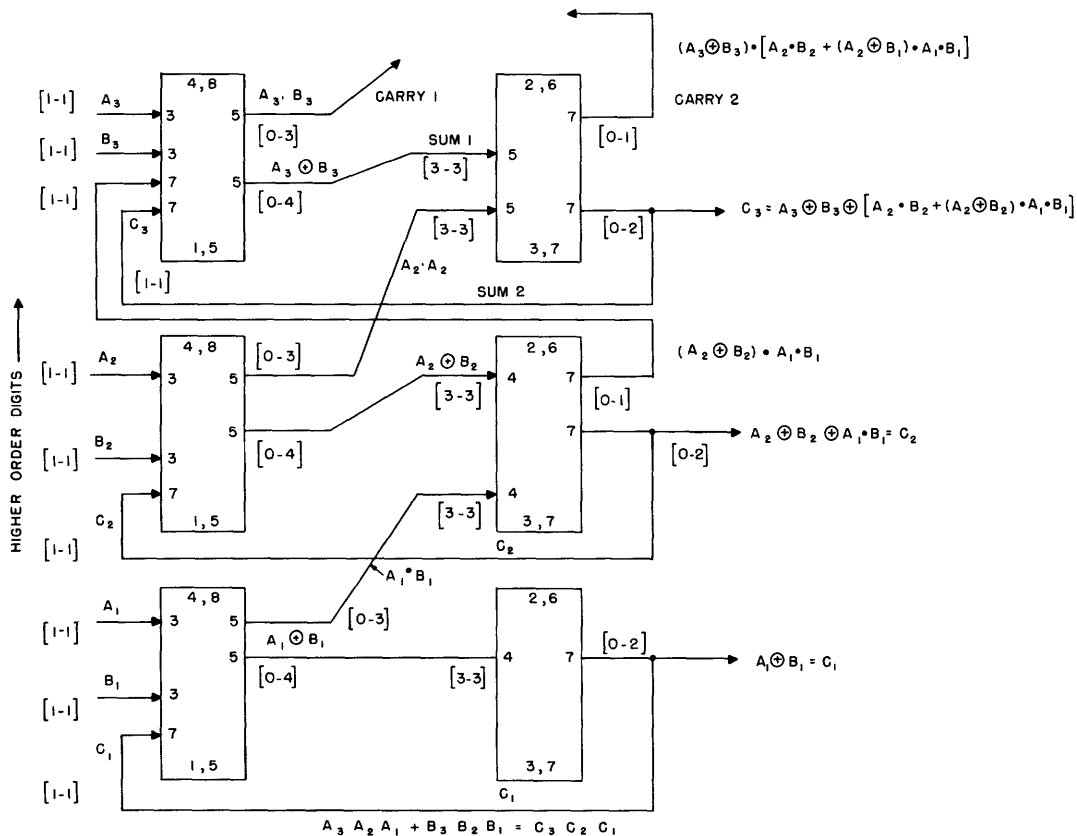 (A₃⊕B₃)•[A₂•B₂+(A₂⊕B₁)•A₁•B₁]
4,8
2,6
[1-1] A₃ 3 5 A₃·B₃ CARRY 1
7 CARRY 2
[0-3] [0-1]
[1-1] B₃ 3 SUM 1
A₃⊕B₃ [3-3] 5
[1-1] 7 5
[0-4]
7 [3-3] 5 7 C₃=A₃⊕B₃⊕[A₂•B₂+(A₂⊕B₂)•A₁•B₁]
C₃ [0-2]
1,5 3,7
[1-1] A₂·A₂
SUM 2
HIGHER ORDER DIGITS
4,8 2,6
[0-3] (A₂⊕B₂)•A₁•B₁
[1-1] A₂ 3 5 A₂⊕B₂ 4 7
[3-3] [0-1]
5 7 A₂⊕B₂⊕A₁•B₁=C₂
[1-1] B₂ 3 [0-4] [0-2]
7 4
C₂ [3-3]
1,5 3,7
[1-1] C₂
A₁•B₁
4,8 2,6
[1-1] A₁ 3 5 [0-3]
A₁⊕B₁ [0-2]
5 4 7 A₁⊕B₁=C₁
[0-4] [3-3]
[1-1] B₁ 3
7
C₁
1,5 3,7
[1-1] C₁
A₃ A₂ A₁ + B₃ B₂ B₁ = C₃ C₂ C₁